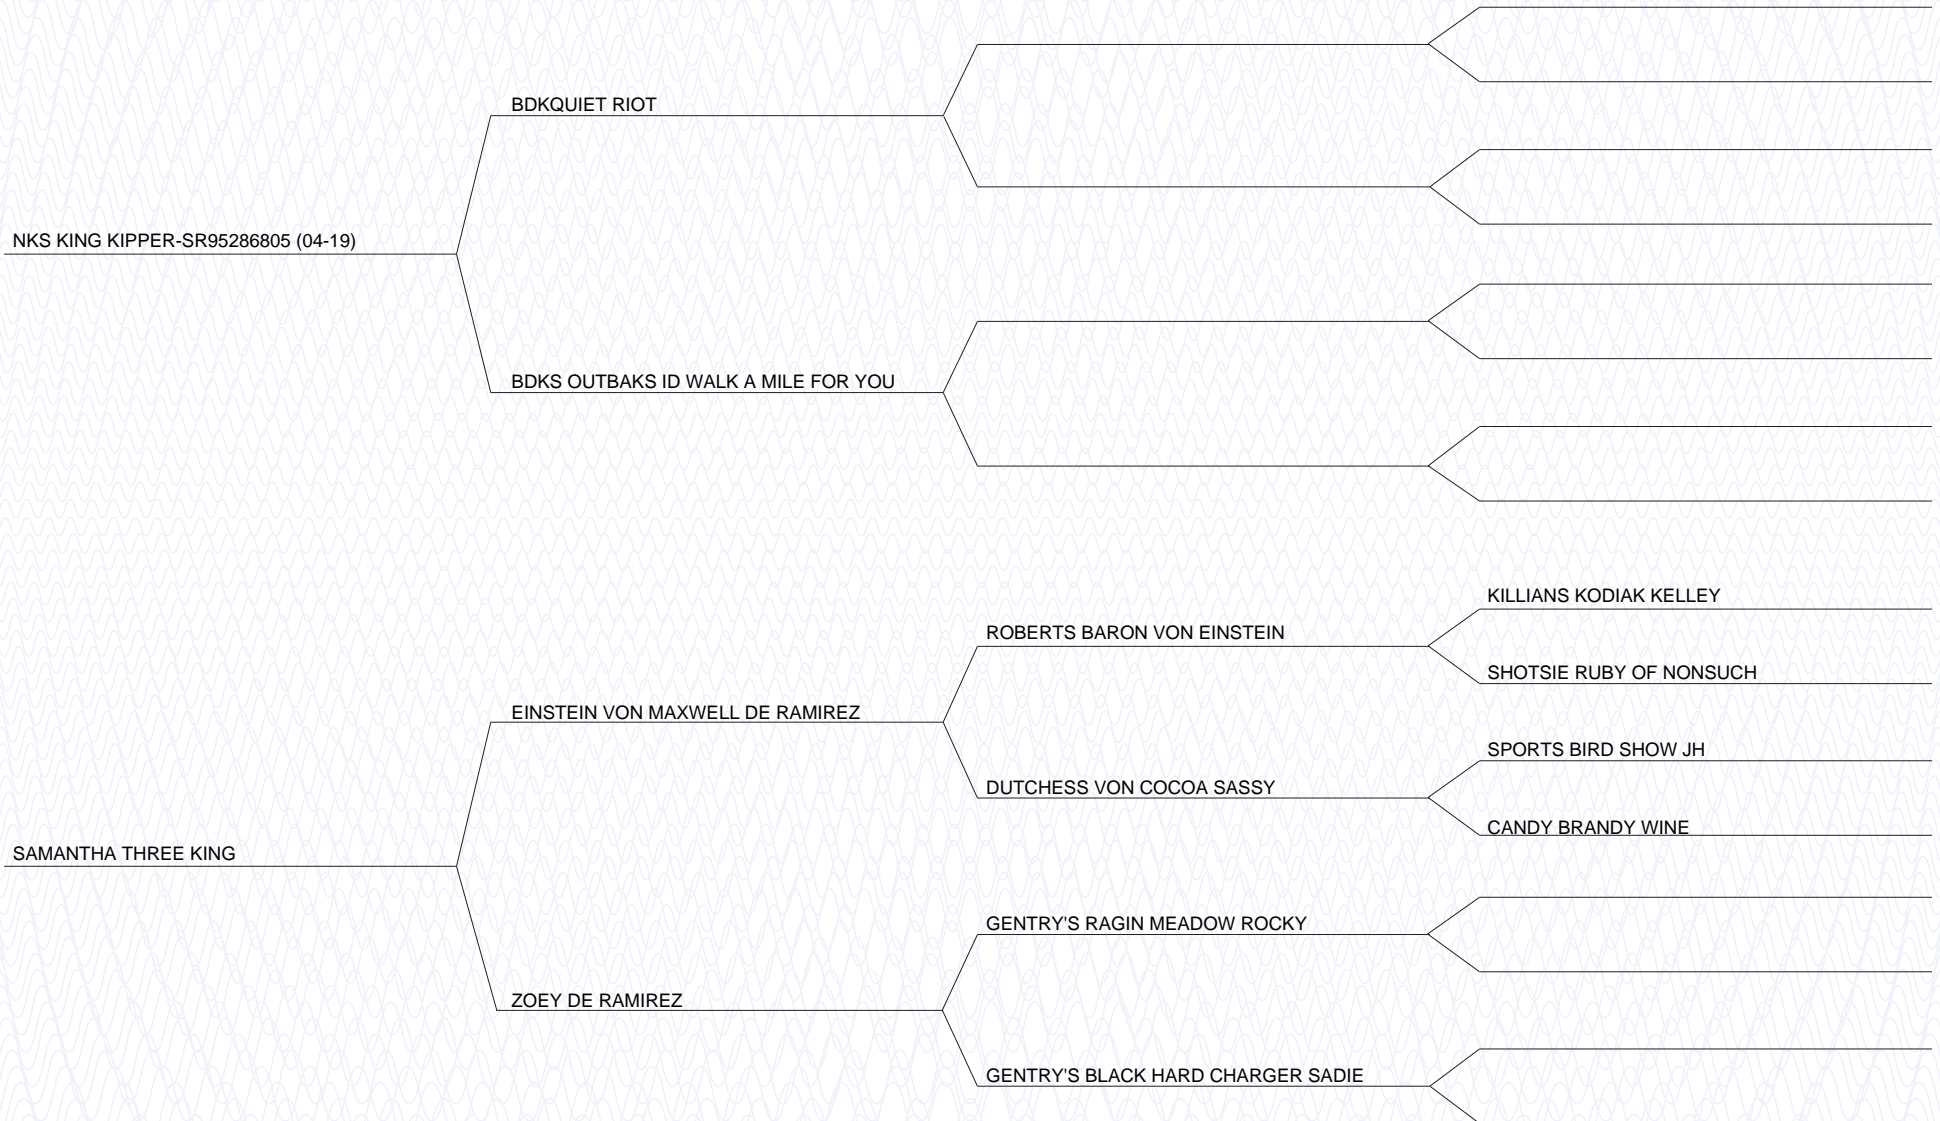 BDKQUIET RIOT
NKS KING KIPPER-SR95286805 (04-19)
BDKS OUTBAKS ID WALK A MILE FOR YOU
KILLIANS KODIAK KELLEY
ROBERTS BARON VON EINSTEIN
SHOTSIE RUBY OF NONSUCH
EINSTEIN VON MAXWELL DE RAMIREZ
SPORTS BIRD SHOW JH
DUTCHESS VON COCOA SASSY
CANDY BRANDY WINE
SAMANTHA THREE KING
GENTRY'S RAGIN MEADOW ROCKY
ZOEY DE RAMIREZ
GENTRY'S BLACK HARD CHARGER SADIE